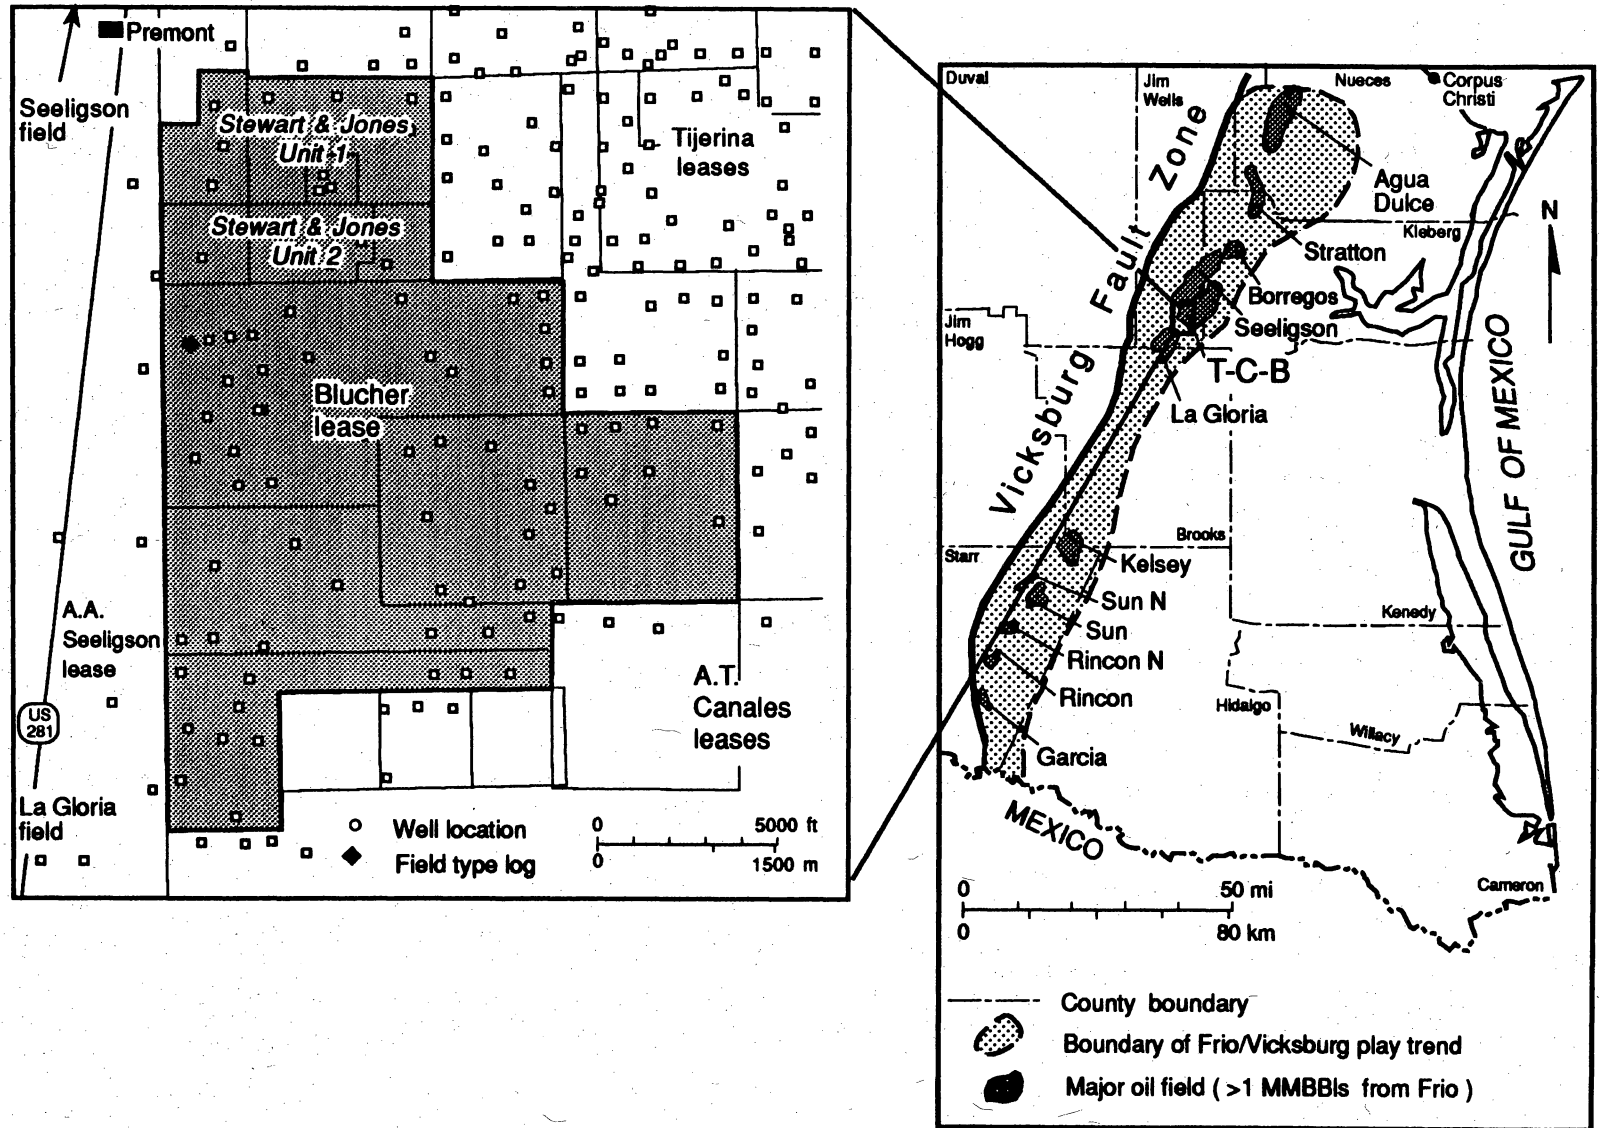 Premont
Seeligson
field
Stewart & Jones
Unit 1
Stewart & Jones
Unit 2
Tijerina
leases
Blucher
lease
A.A.
Seeligson
lease
US
281
A.T.
Canales
leases
La Gloria
field
Well location
Field type log
0 5000 ft
0 1500 m
Duval
Jim
Wells
Nueces
Corpus
Christi
Vicksburg Fault Zone
Agua
Dulce
N
Kleberg
Stratton
Borregos
Seeligson
Jim
Hogg
T-C-B
La Gloria
GULF OF MEXICO
Brooks
Starr
Kelsey
Sun N
Kenedy
Sun
Rincon N
Rincon
Hidalgo
Willacy
Garcia
MEXICO
Cameron
0 50 mi
0 80 km
County boundary
Boundary of Frio/Vicksburg play trend
Major oil field ( >1 MMBBls from Frio )